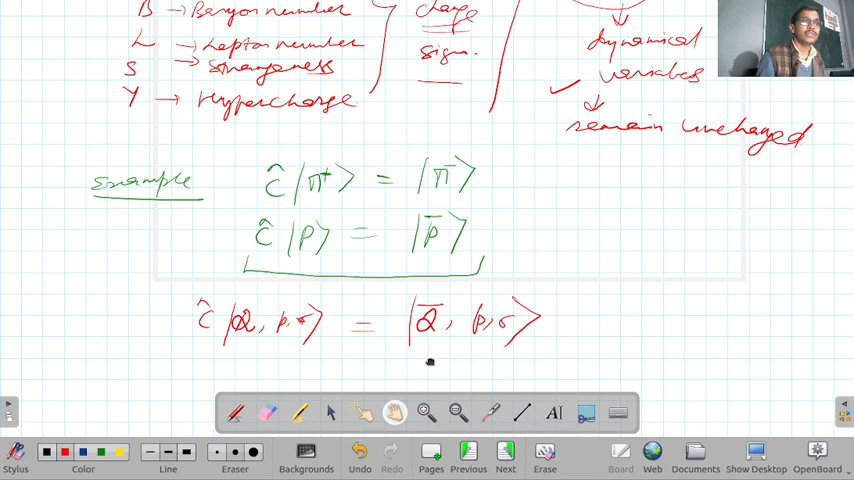 B → Baryon number
L → Lepton number
S → Strangeness
Y → Hypercharge
charge
sign.
dynamical
variables
remain unchanged
Example
Ĉ |π⁺⟩ = |π⁻⟩
Ĉ |P⟩ = |P̅⟩
Ĉ |Q, p, σ⟩ = |Q̅, p, σ⟩
Stylus
Color
Line
Eraser
Backgrounds
Undo
Redo
Pages
Previous
Next
Erase
Board
Web
Documents
Show Desktop
OpenBoard